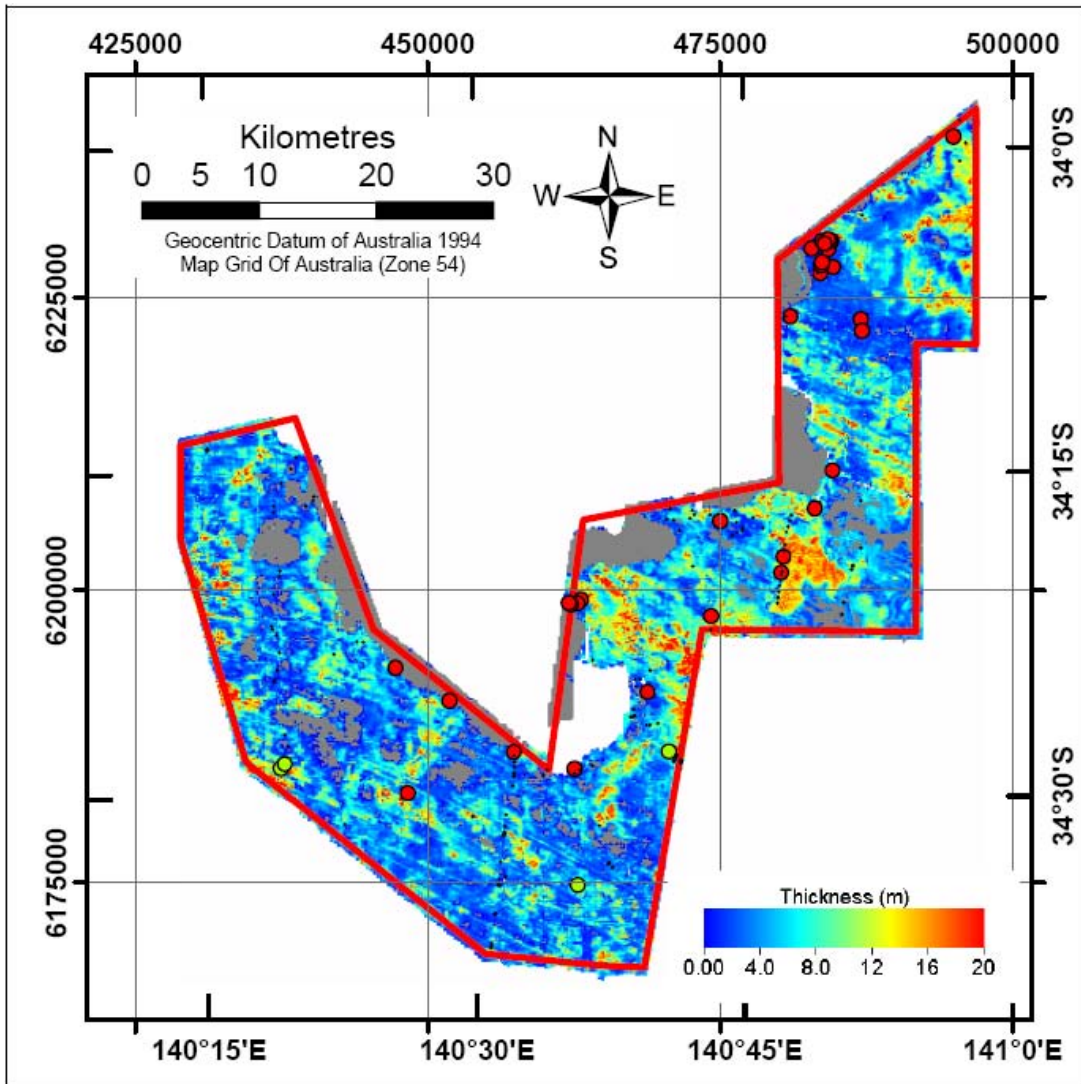 425000 450000 475000 500000
Kilometres
0 5 10 20 30
Geocentric Datum of Australia 1994
Map Grid Of Australia (Zone 54)
N
W E
S
34°0'S
6225000
34°15'S
6200000
34°30'S
6175000
Thickness (m)
0.00 4.0 8.0 12 16 20
140°15'E 140°30'E 140°45'E 141°0'E